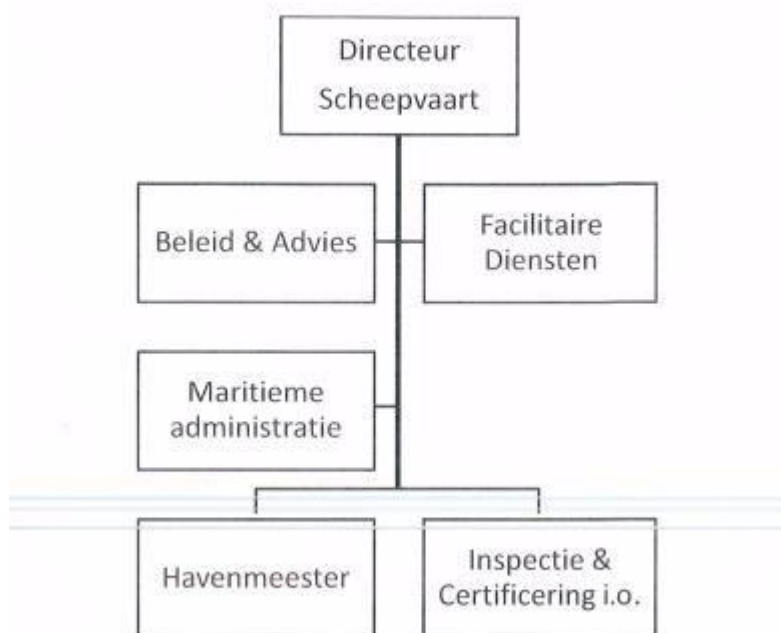 Directeur
Scheepvaart
Beleid & Advies
Facilitaire
Diensten
Maritieme
administratie
Havenmeester
Inspectie &
Certificering i.o.